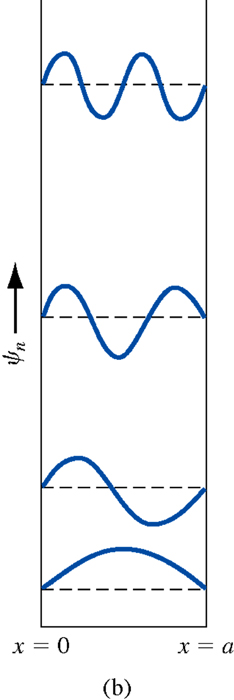 ψn
x = 0 x = a
(b)